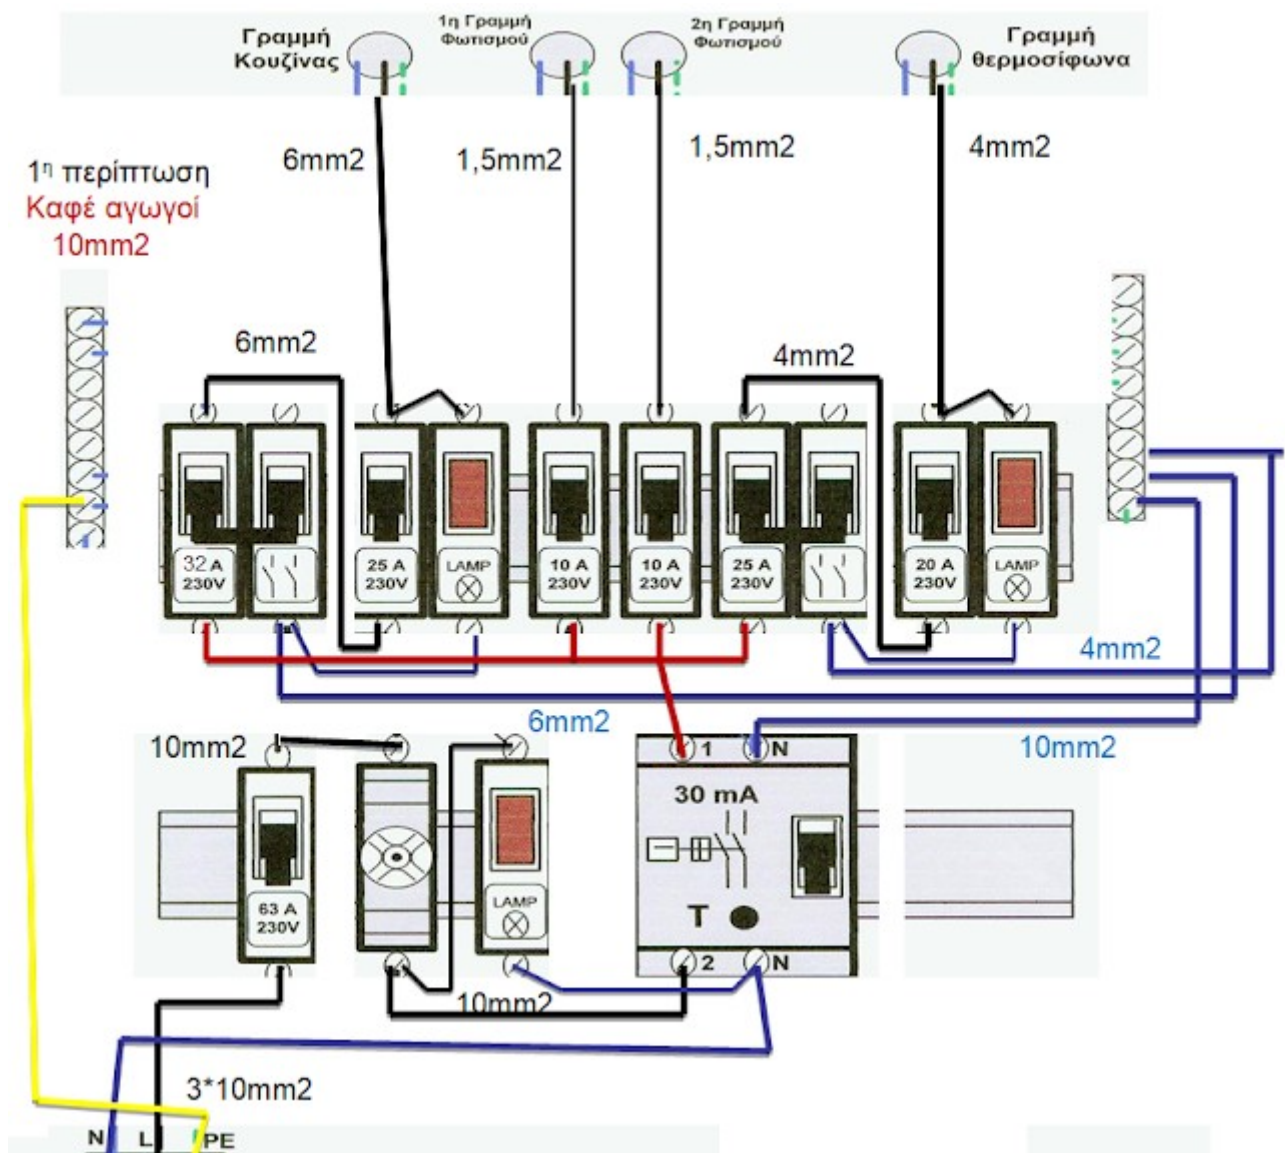 Γραμμή
Κουζίνας
1η Γραμμή
Φωτισμού
2η Γραμμή
Φωτισμού
Γραμμή
θερμοσίφωνα
6mm2
1,5mm2
1,5mm2
4mm2
1η περίπτωση
Καφέ αγωγοί
10mm2
6mm2
4mm2
32 A
230V
25 A
230V
LAMP
10 A
230V
10 A
230V
25 A
230V
20 A
230V
LAMP
4mm2
6mm2
10mm2
10mm2
1 N
30 mA
63 A
230V
LAMP
T
2 N
10mm2
3*10mm2
N L PE